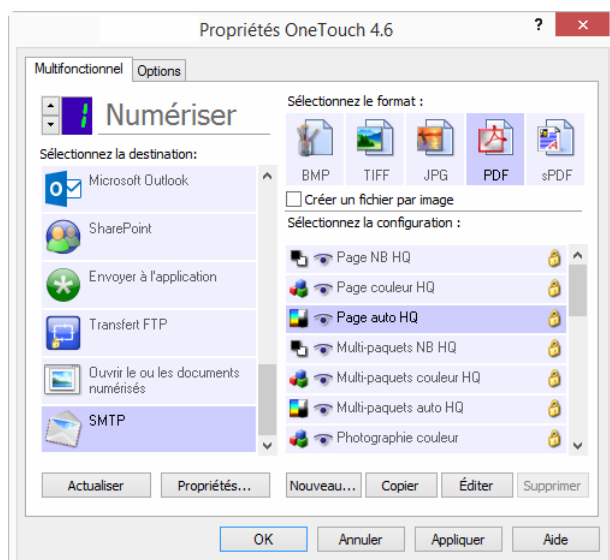 Propriétés OneTouch 4.6
?
×
Multifonctionnel
Options
1
Numériser
Sélectionnez la destination:
Microsoft Outlook
SharePoint
Envoyer à l'application
Transfert FTP
Ouvrir le ou les documents
numérisés
SMTP
Actualiser
Propriétés...
Sélectionnez le format :
BMP
TIFF
JPG
PDF
sPDF
Créer un fichier par image
Sélectionnez la configuration :
Page NB HQ
Page couleur HQ
Page auto HQ
Multi-paquets NB HQ
Multi-paquets couleur HQ
Multi-paquets auto HQ
Photographie couleur
Nouveau...
Copier
Éditer
Supprimer
OK
Annuler
Appliquer
Aide